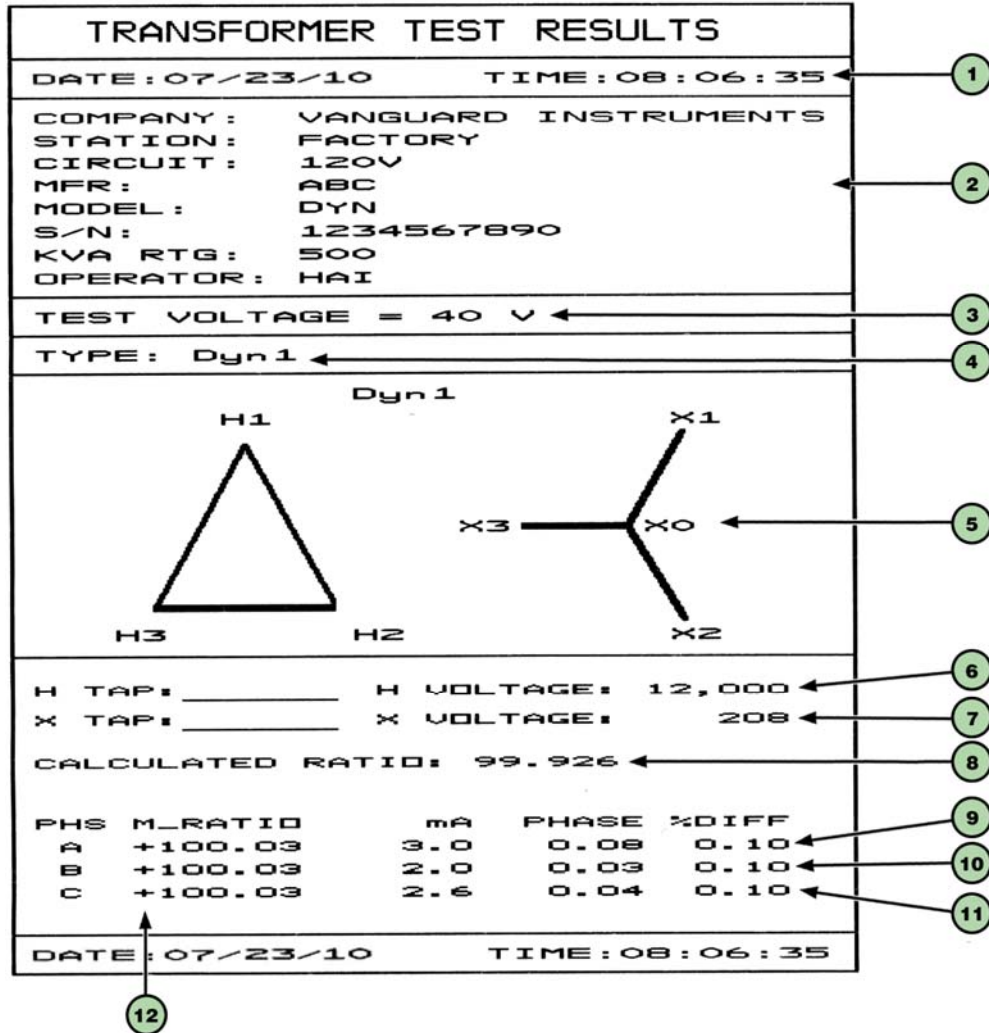 TRANSFORMER TEST RESULTS
DATE:07/23/10 TIME:08:06:35
1
COMPANY: VANGUARD INSTRUMENTS
STATION: FACTORY
CIRCUIT: 120V
MFR: ABC
2
MODEL: DYN
S/N: 1234567890
KVA RTG: 500
OPERATOR: HAI
TEST VOLTAGE = 40 V
3
TYPE: Dyn1
4
Dyn1
H1
X1
X3
X0
5
H3
H2
X2
H TAP: H VOLTAGE: 12,000
6
X TAP: X VOLTAGE: 208
7
CALCULATED RATIO: 99.926
8
PHS M_RATIO mA PHASE %DIFF
A +100.03 3.0 0.08 0.10
9
B +100.03 2.0 0.03 0.10
10
C +100.03 2.6 0.04 0.10
11
DATE:07/23/10 TIME:08:06:35
12